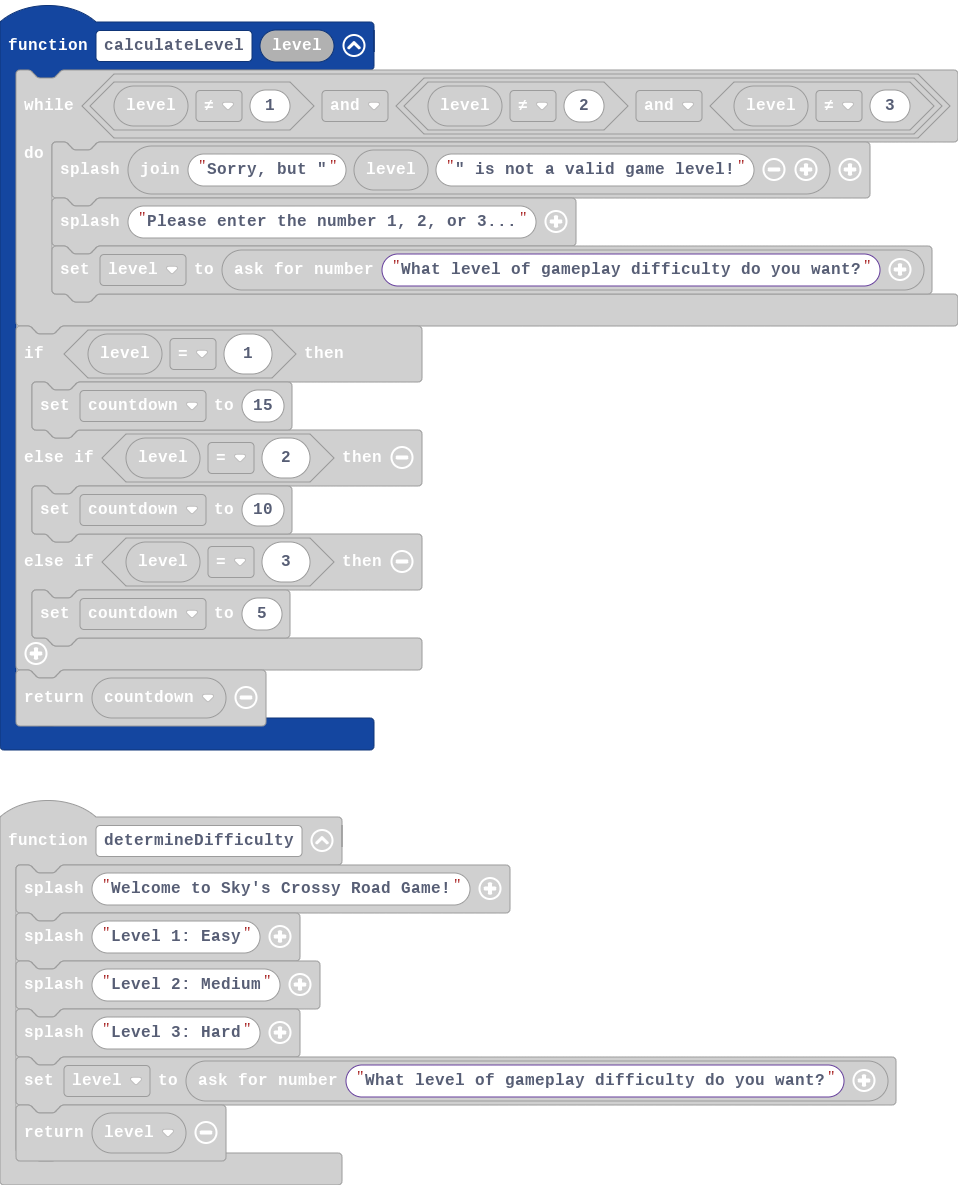 function calculateLevel level
while level ≠ 1 and level ≠ 2 and level ≠ 3
do
splash join "Sorry, but "" level "" is not a valid game level!"
splash "Please enter the number 1, 2, or 3..."
set level to ask for number "What level of gameplay difficulty do you want?"
if level = 1 then
set countdown to 15
else if level = 2 then
set countdown to 10
else if level = 3 then
set countdown to 5
return countdown
function determineDifficulty
splash "Welcome to Sky's Crossy Road Game!"
splash "Level 1: Easy"
splash "Level 2: Medium"
splash "Level 3: Hard"
set level to ask for number "What level of gameplay difficulty do you want?"
return level